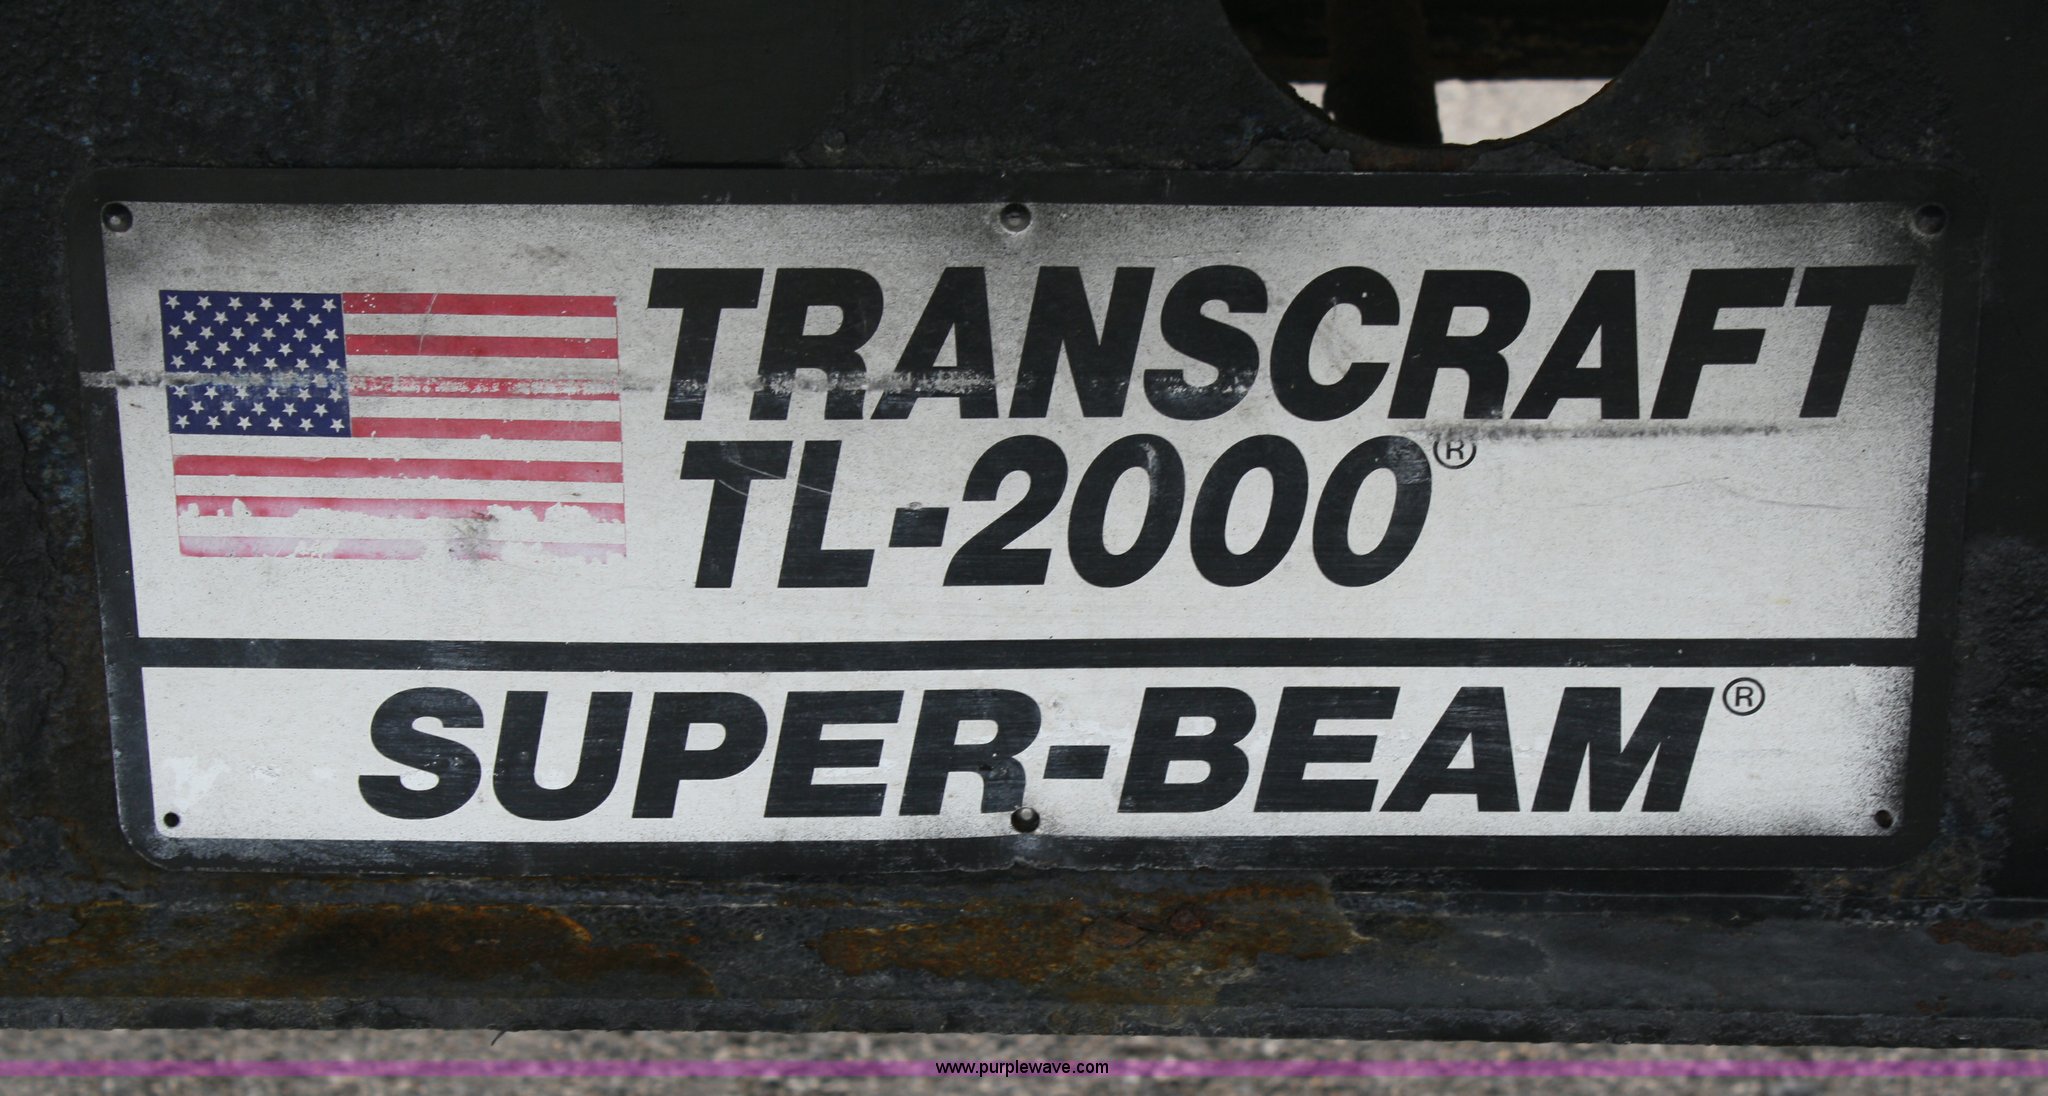 TRANSCRAFT
TL-2000®
SUPER-BEAM®
www.purplewave.com